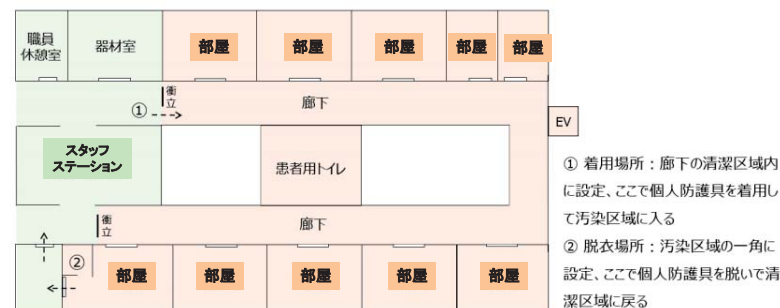 職員
休憩室
器材室
部屋
部屋
部屋
部屋
部屋
衝
立
①
廊下
EV
スタッフ
ステーション
患者用トイレ
衝
立
廊下
②
部屋
部屋
部屋
部屋
部屋
① 着用場所：廊下の清潔区域内
に設定、ここで個人防護具を着用し
て汚染区域に入る
② 脱衣場所：汚染区域の一角に
設定、ここで個人防護具を脱いで清
潔区域に戻る